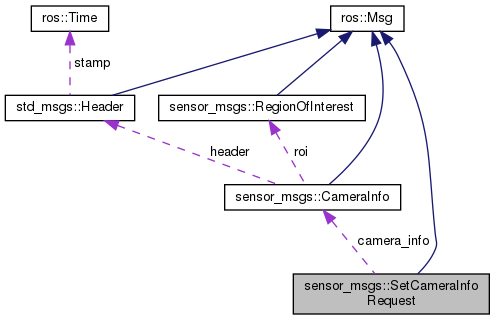 ros::Time
ros::Msg
stamp
std_msgs::Header
sensor_msgs::RegionOfInterest
header
roi
sensor_msgs::CameraInfo
camera_info
sensor_msgs::SetCameraInfo
Request